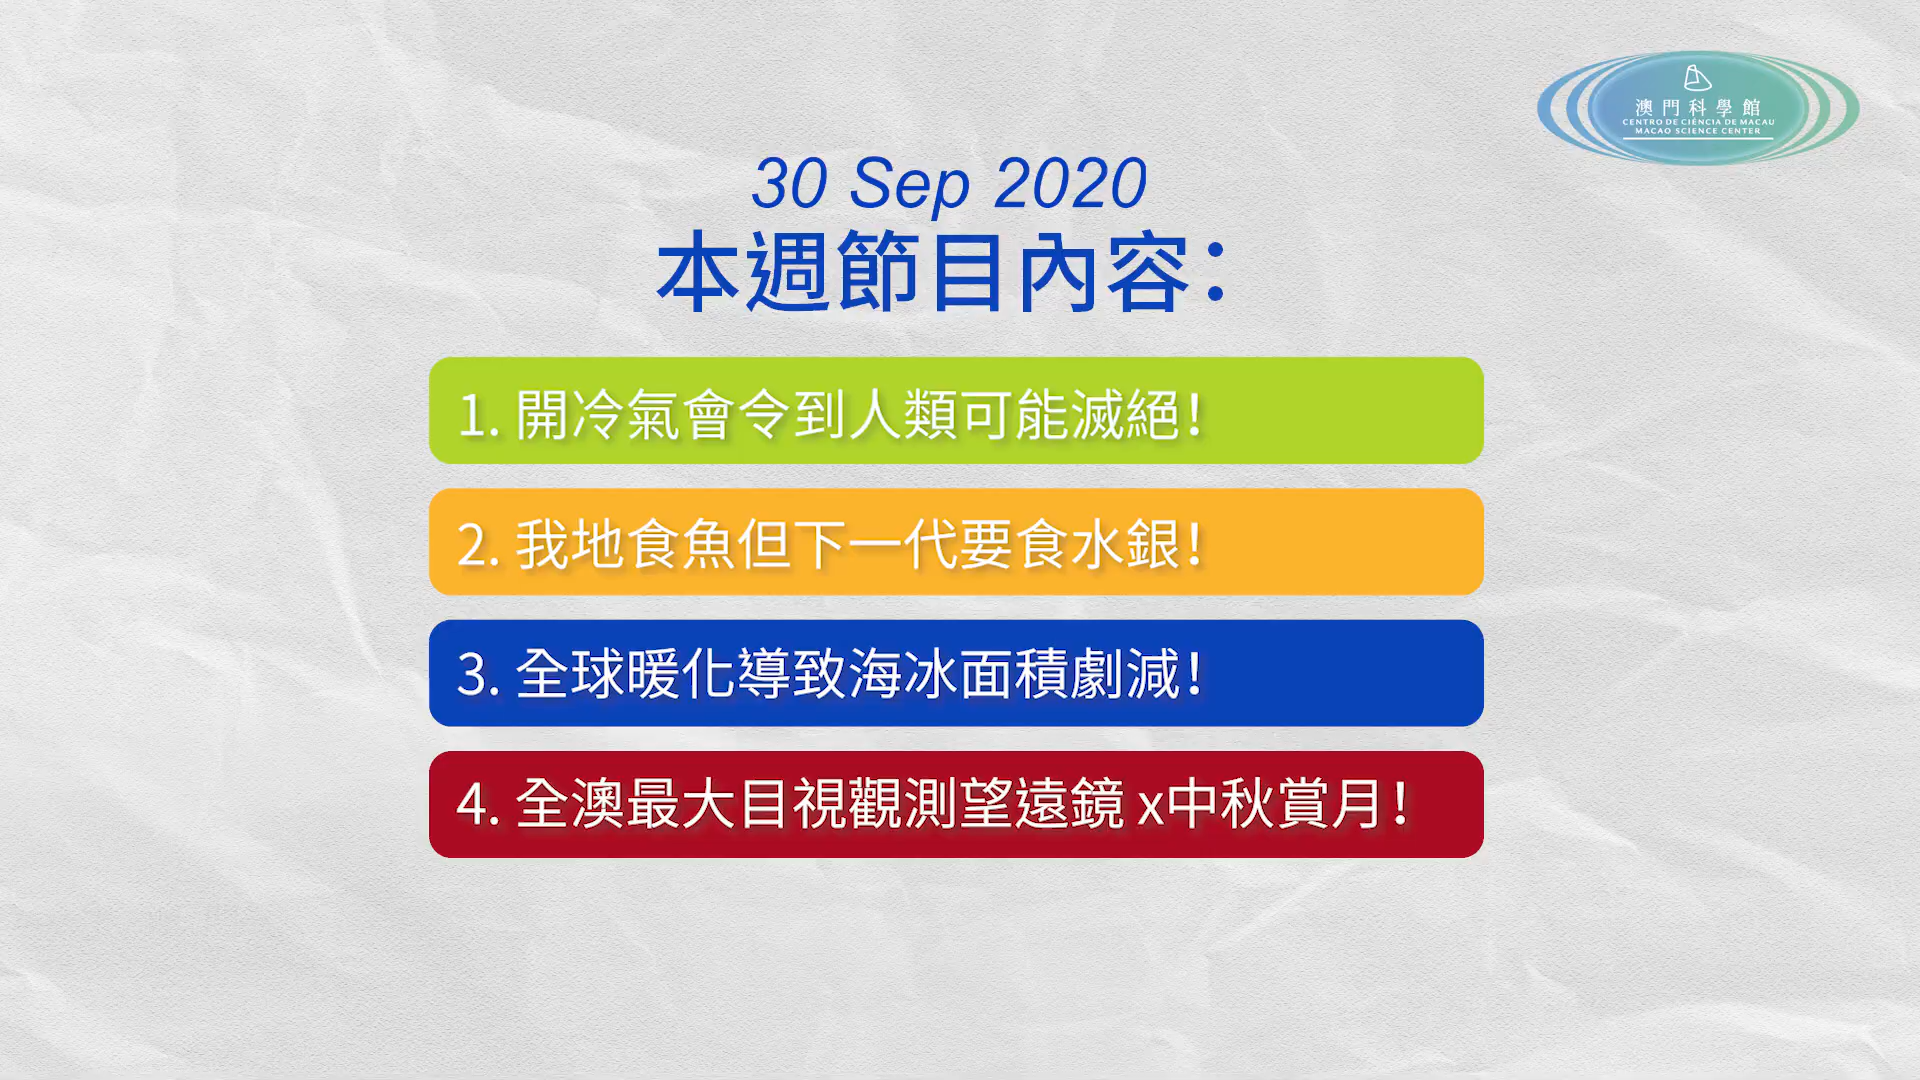 澳門科學館
CENTRO DE CIÊNCIA DE MACAU
MACAO SCIENCE CENTER
30 Sep 2020
本週節目內容：
1. 開冷氣會令到人類可能滅絕！
2. 我地食魚但下一代要食水銀！
3. 全球暖化導致海冰面積劇減！
4. 全澳最大目視觀測望遠鏡 x中秋賞月！